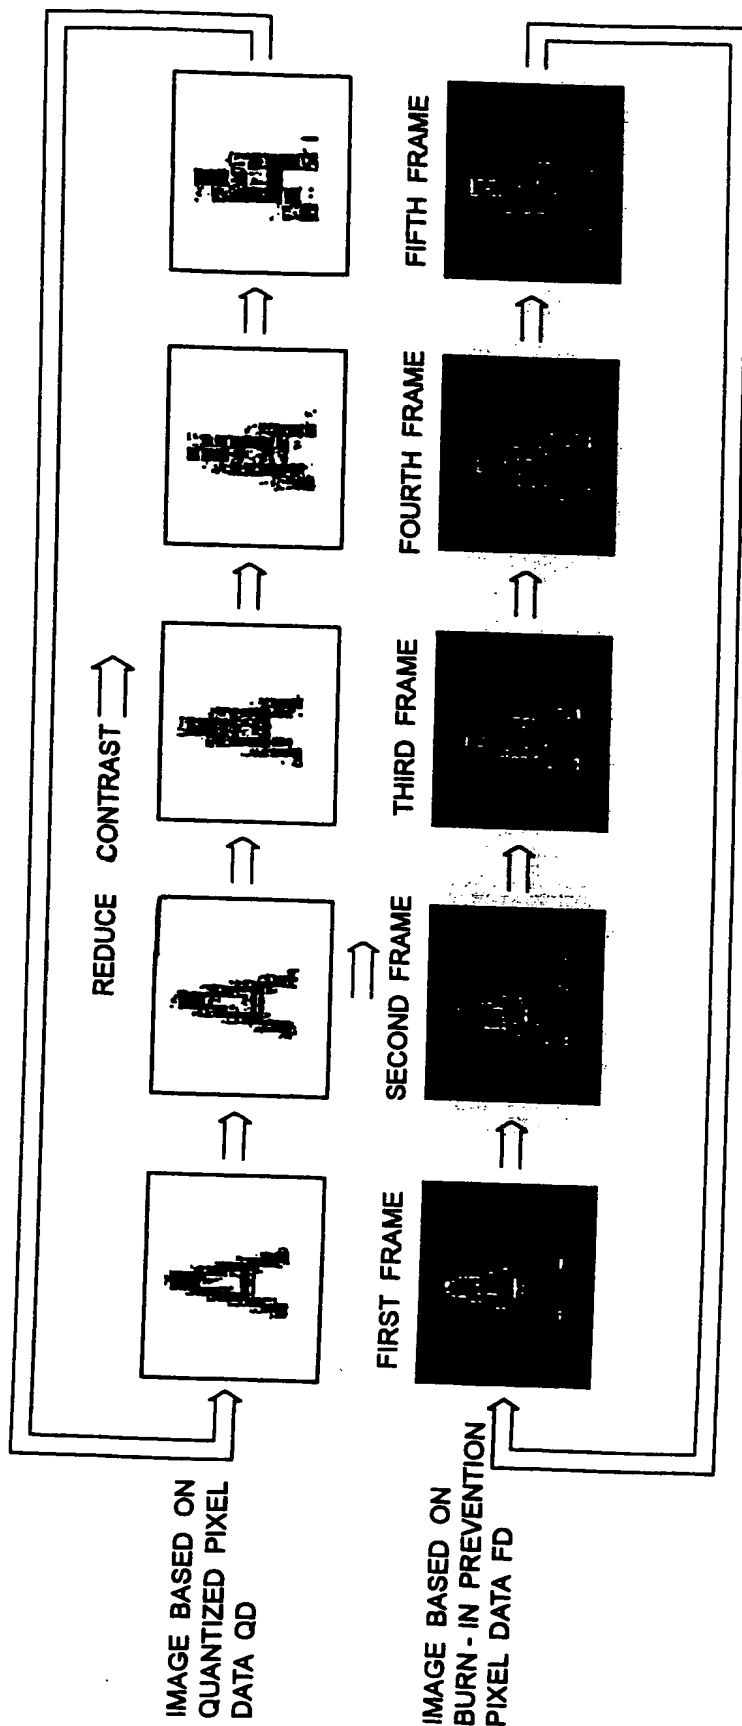 REDUCE CONTRAST
IMAGE BASED ON
QUANTIZED PIXEL
DATA QD
A
A
A
A
A
FIRST FRAME
SECOND FRAME
THIRD FRAME
FOURTH FRAME
FIFTH FRAME
IMAGE BASED ON
BURN - IN PREVENTION
PIXEL DATA FD